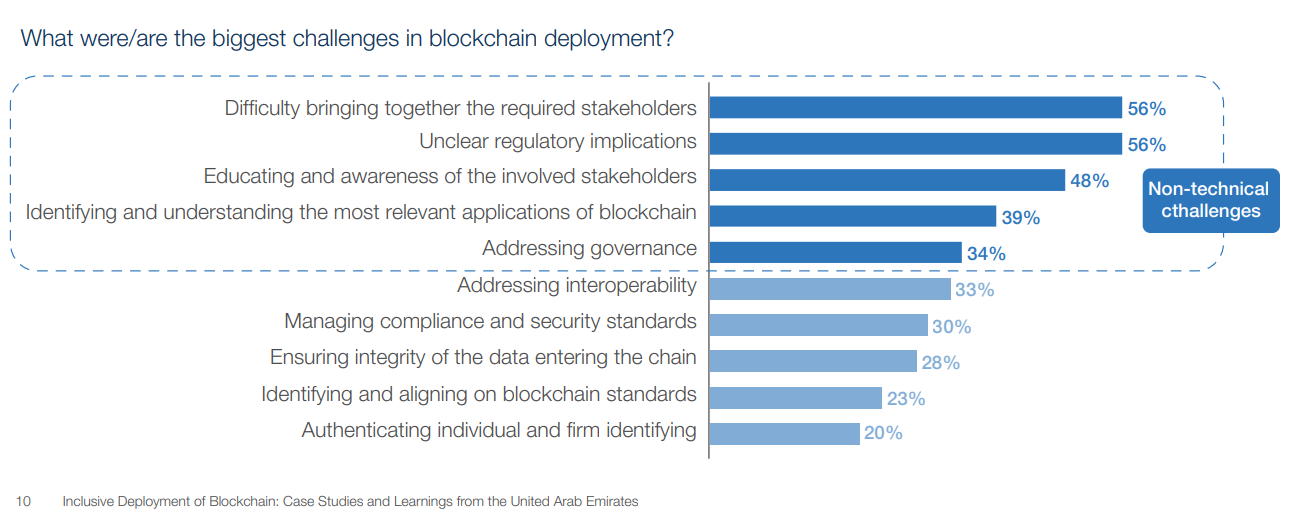 What were/are the biggest challenges in blockchain deployment?
Difficulty bringing together the required stakeholders 56%
Unclear regulatory implications 56%
Educating and awareness of the involved stakeholders 48%
Identifying and understanding the most relevant applications of blockchain 39%
Non-technical
cthallenges
Addressing governance 34%
Addressing interoperability 33%
Managing compliance and security standards 30%
Ensuring integrity of the data entering the chain 28%
Identifying and aligning on blockchain standards 23%
Authenticating individual and firm identifying 20%
10 Inclusive Deployment of Blockchain: Case Studies and Learnings from the United Arab Emirates